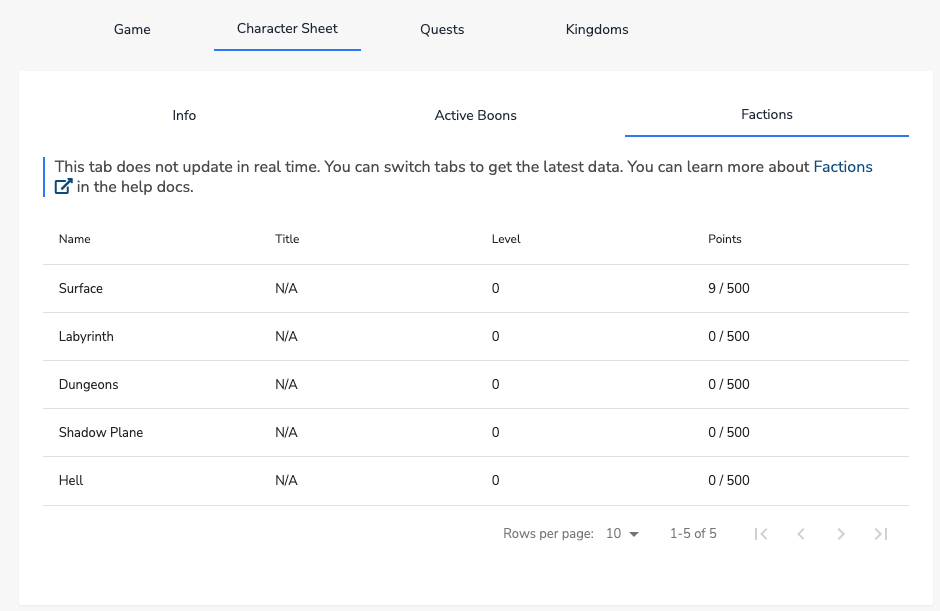 Game Character Sheet Quests Kingdoms
Info Active Boons Factions
This tab does not update in real time. You can switch tabs to get the latest data. You can learn more about Factions
in the help docs.
Name Title Level Points
Surface N/A 0 9 / 500
Labyrinth N/A 0 0 / 500
Dungeons N/A 0 0 / 500
Shadow Plane N/A 0 0 / 500
Hell N/A 0 0 / 500
Rows per page: 10 1-5 of 5